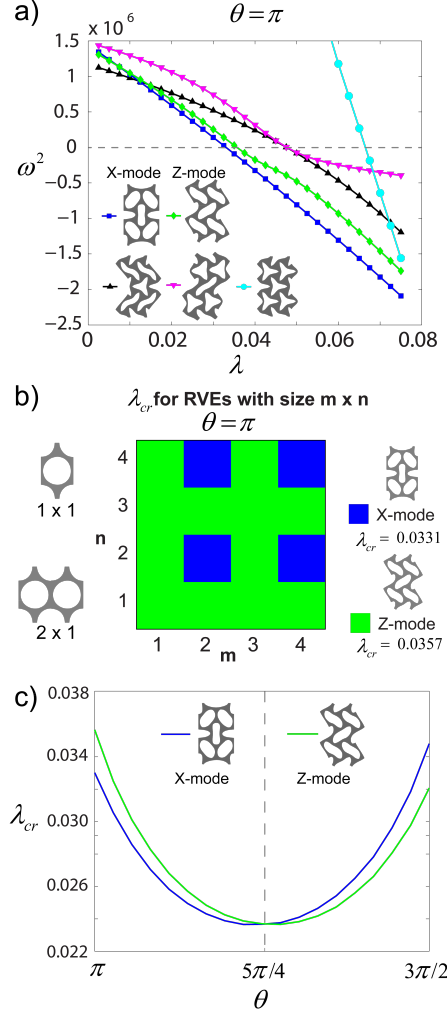 a)
θ = π
× 10⁶
1.5
1
0.5
0
−0.5
−1
−1.5
−2
−2.5
ω²
X-mode Z-mode
0 0.02 0.04 0.06 0.08
λ
b)
λcr for RVEs with size m x n
θ = π
1 x 1
2 x 1
n
4
3
2
1
1 2 3 4
m
X-mode
λcr = 0.0331
Z-mode
λcr = 0.0357
c)
0.038
0.034
0.030
0.026
0.022
λcr
X-mode
Z-mode
π 5π/4 3π/2
θ